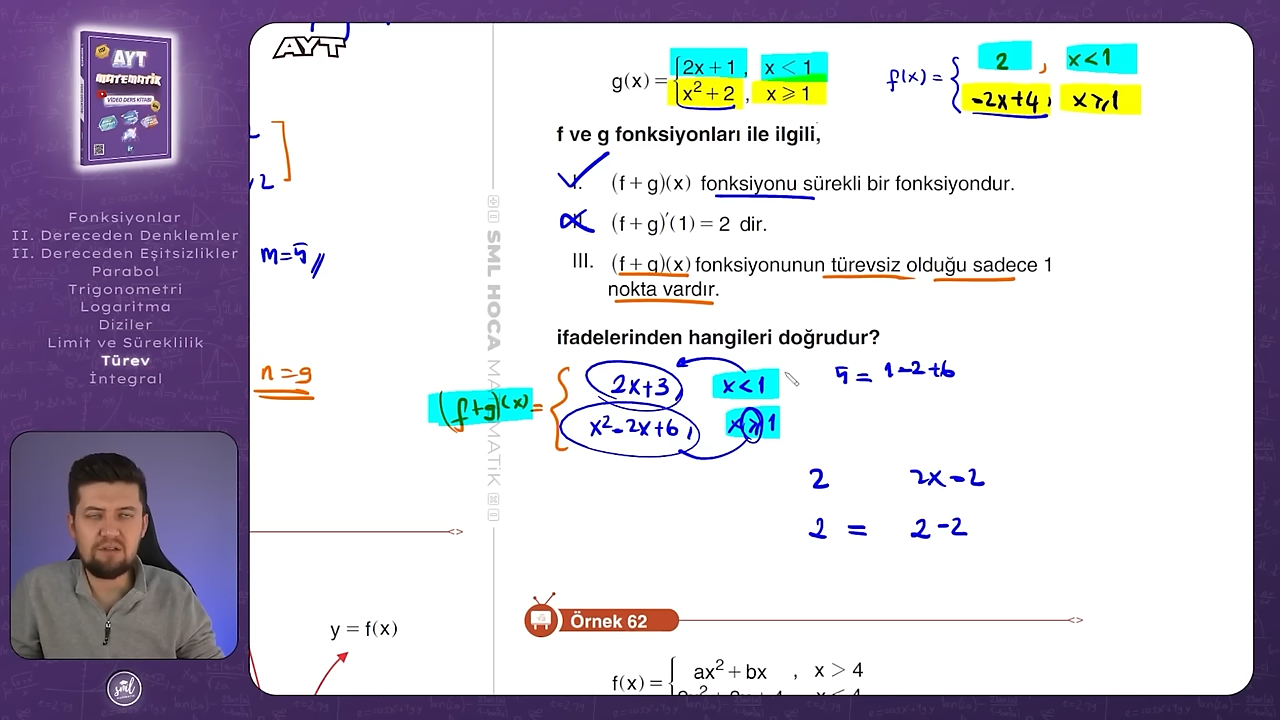 AYT
AYT
MATEMATİK
VİDEO DERS KİTABI
Fonksiyonlar
II. Dereceden Denklemler
II. Dereceden Eşitsizlikler
Parabol
Trigonometri
Logaritma
Diziler
Limit ve Süreklilik
Türev
İntegral
sml
m=5
n=9
y = f(x)
SML HOCA MATEMATİK
g(x) = { 2x + 1 , x < 1
x² + 2 , x ⩾ 1
f(x) = { 2 , x < 1
-2x+4, x ⩾ 1
f ve g fonksiyonları ile ilgili,
I. (f + g)(x) fonksiyonu sürekli bir fonksiyondur.
II. (f + g)′(1) = 2 dir.
III. (f + g)(x) fonksiyonunun türevsiz olduğu sadece 1
nokta vardır.
ifadelerinden hangileri doğrudur?
(f+g)(x) = { 2x+3, x<1
x²-2x+6, x⩾1
5 = 1-2+6
2 2x-2
2 = 2-2
Örnek 62
f(x) = { ax² + bx , x > 4